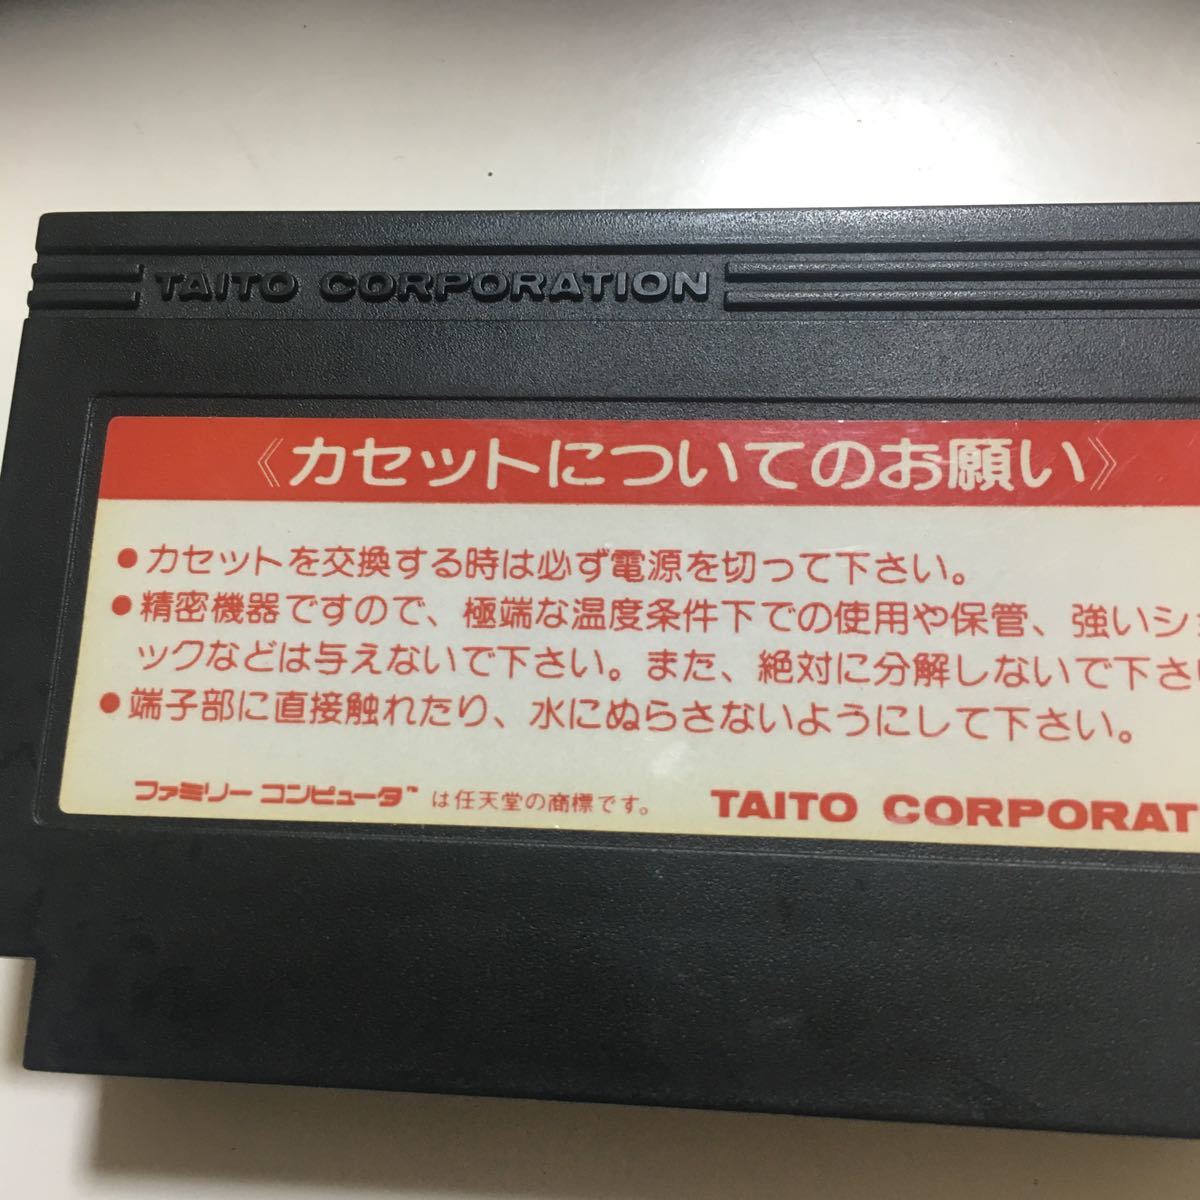 TAITO CORPORATION
《カセットについてのお願い》
●カセットを交換する時は必ず電源を切って下さい。
●精密機器ですので、極端な温度条件下での使用や保管、強いショ
ックなどは与えないで下さい。また、絶対に分解しないで下さい
●端子部に直接触れたり、水にぬらさないようにして下さい。
ファミリーコンピュータ™ は任天堂の商標です。 TAITO CORPORAT